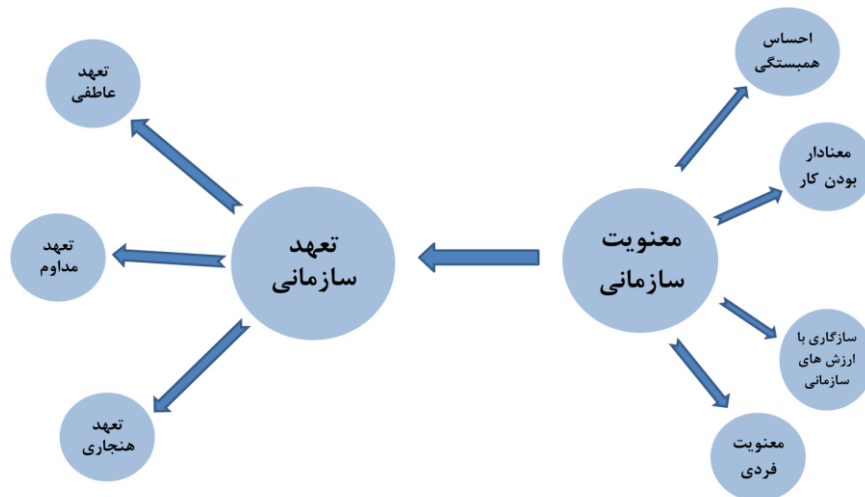 احساس
همبستگی
معنادار
بودن کار
معنویت
سازمانی
سازگاری با
ارزش های
سازمانی
معنویت
فردی
تعهد
سازمانی
تعهد
عاطفی
تعهد
مداوم
تعهد
هنجاری